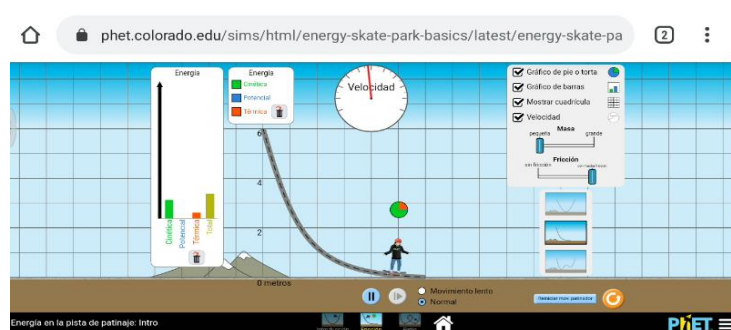 phet.colorado.edu/sims/html/energy-skate-park-basics/latest/energy-skate-pa
2
Energía
Cinética
Potencial
Térmica
Total
Energía
Cinética
Potencial
Térmica
Velocidad
Gráfico de pie o torta
Gráfico de barras
Mostrar cuadrícula
Velocidad
Masa
pequeña
grande
Fricción
sin fricción
6
4
2
0 metros
Movimiento lento
Normal
Energía en la pista de patinaje: Intro
PhET